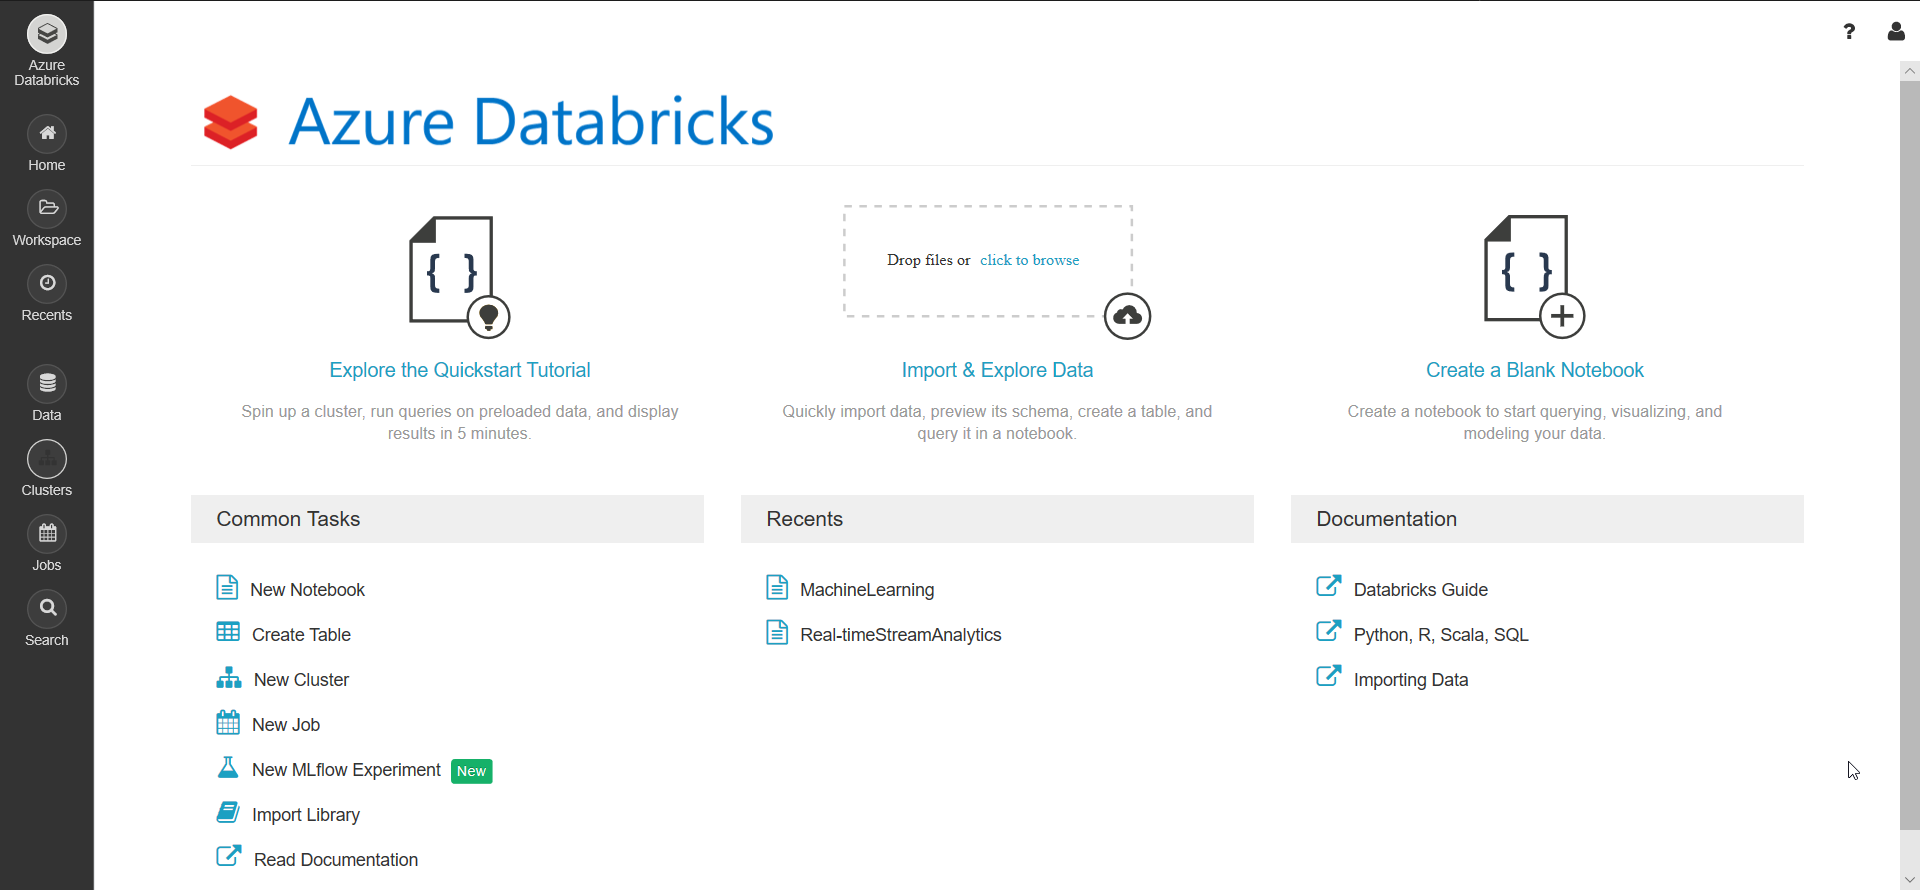 Azure
Databricks
Home
Workspace
Recents
Data
Clusters
Jobs
Search
?
Azure Databricks
{ }
Drop files or click to browse
{ }
Explore the Quickstart Tutorial
Spin up a cluster, run queries on preloaded data, and display
results in 5 minutes.
Import & Explore Data
Quickly import data, preview its schema, create a table, and
query it in a notebook.
Create a Blank Notebook
Create a notebook to start querying, visualizing, and
modeling your data.
Common Tasks
New Notebook
Create Table
New Cluster
New Job
New MLflow Experiment New
Import Library
Read Documentation
Recents
MachineLearning
Real-timeStreamAnalytics
Documentation
Databricks Guide
Python, R, Scala, SQL
Importing Data